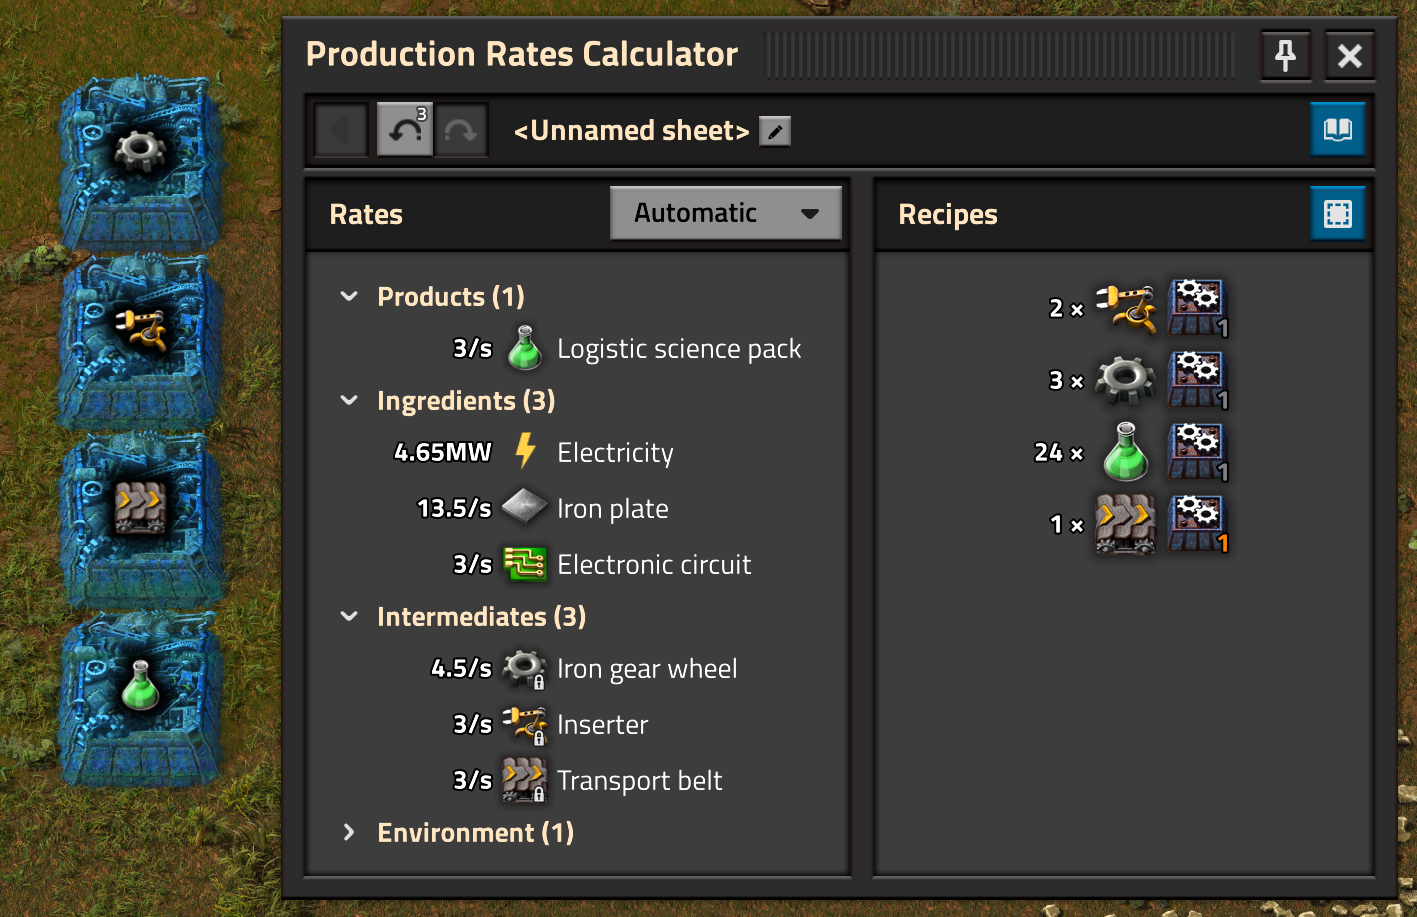 Production Rates Calculator
3
<Unnamed sheet>
Rates
Automatic
Recipes
Products (1)
3/s Logistic science pack
Ingredients (3)
4.65MW Electricity
13.5/s Iron plate
3/s Electronic circuit
Intermediates (3)
4.5/s Iron gear wheel
3/s Inserter
3/s Transport belt
Environment (1)
2 × 1
3 × 1
24 × 1
1 × 1